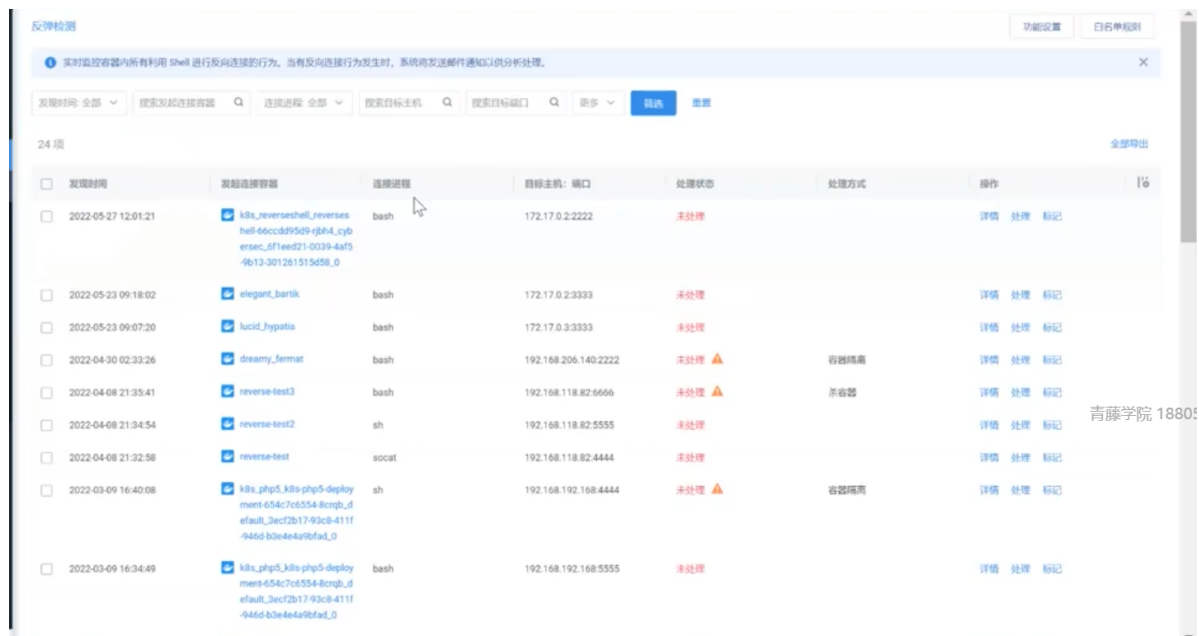 反弹检测
功能设置 白名单规则
实时监控容器内所有利用 Shell 进行反向连接的行为。当有反向连接行为发生时，系统将发送邮件通知以供分析处理。
发现时间: 全部 搜索发起连接容器 连接进程: 全部 搜索目标主机 搜索目标端口 更多 筛选 重置
24 项 全部导出
发现时间 发起连接容器 连接进程 目标主机：端口 处理状态 处理方式 操作
2022-05-27 12:01:21 k8s_reverseshell_reverses bash 172.17.0.2:2222 未处理 详情 处理 标记
hell-66ccdd95d9-rjbh4_cyb
ersec_6f1eed21-0039-4af5
-9b13-301261515d58_0
2022-05-23 09:18:02 elegant_bartik bash 172.17.0.2:3333 未处理 详情 处理 标记
2022-05-23 09:07:20 lucid_hypatia bash 172.17.0.3:3333 未处理 详情 处理 标记
2022-04-30 02:33:26 dreamy_fermat bash 192.168.206.140:2222 未处理 容器隔离 详情 处理 标记
2022-04-08 21:35:41 reverse-test3 bash 192.168.118.82:6666 未处理 杀容器 详情 处理 标记
2022-04-08 21:34:54 reverse-test2 sh 192.168.118.82:5555 未处理 详情 处理 标记
2022-04-08 21:32:58 reverse-test socat 192.168.118.82:4444 未处理 详情 处理 标记
2022-03-09 16:40:08 k8s_php5_k8s-php5-deploy sh 192.168.192.168:4444 未处理 容器隔离 详情 处理 标记
ment-654c7c6554-8crqb_d
efault_3ecf2b17-93c8-411f
-946d-b3e4e4a9bfad_0
2022-03-09 16:34:49 k8s_php5_k8s-php5-deploy bash 192.168.192.168:5555 未处理 详情 处理 标记
ment-654c7c6554-8crqb_d
efault_3ecf2b17-93c8-411f
-946d-b3e4e4a9bfad_0
青藤学院 18805